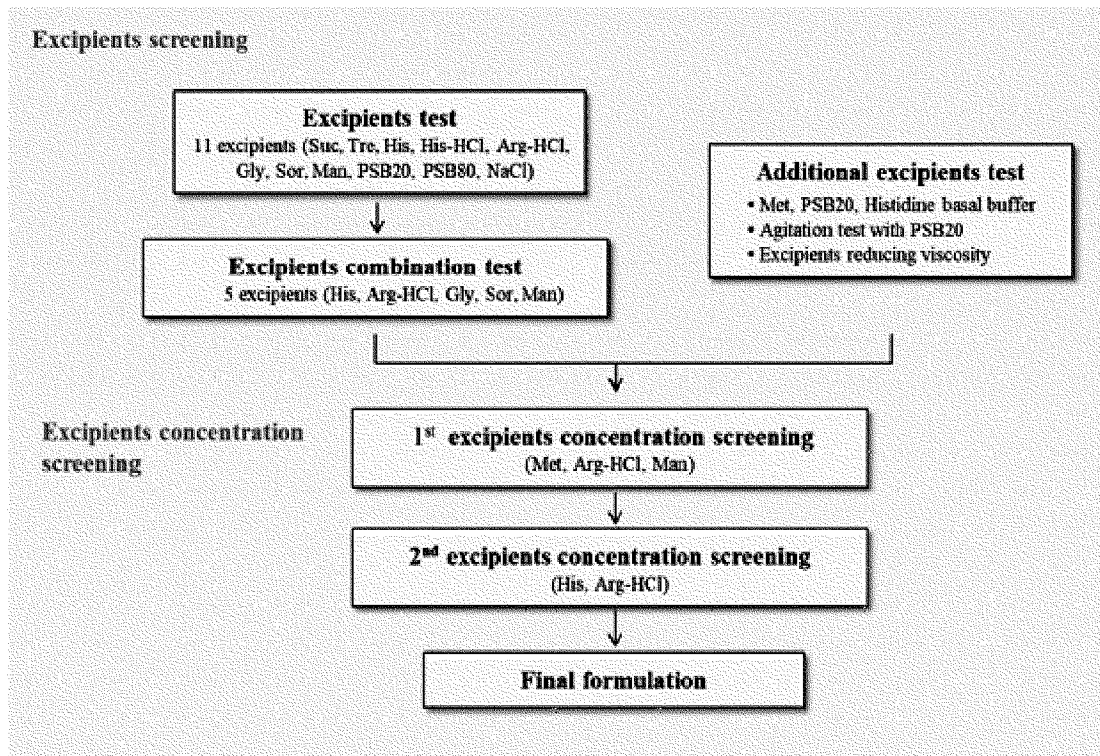 Excipients screening
Excipients test
11 excipients (Suc, Tre, His, His-HCl, Arg-HCl,
Gly, Sor, Man, PSB20, PSB80, NaCl)
Excipients combination test
5 excipients (His, Arg-HCl, Gly, Sor, Man)
Additional excipients test
• Met, PSB20, Histidine basal buffer
• Agitation test with PSB20
• Excipients reducing viscosity
Excipients concentration
screening
1st excipients concentration screening
(Met, Arg-HCl, Man)
2nd excipients concentration screening
(His, Arg-HCl)
Final formulation